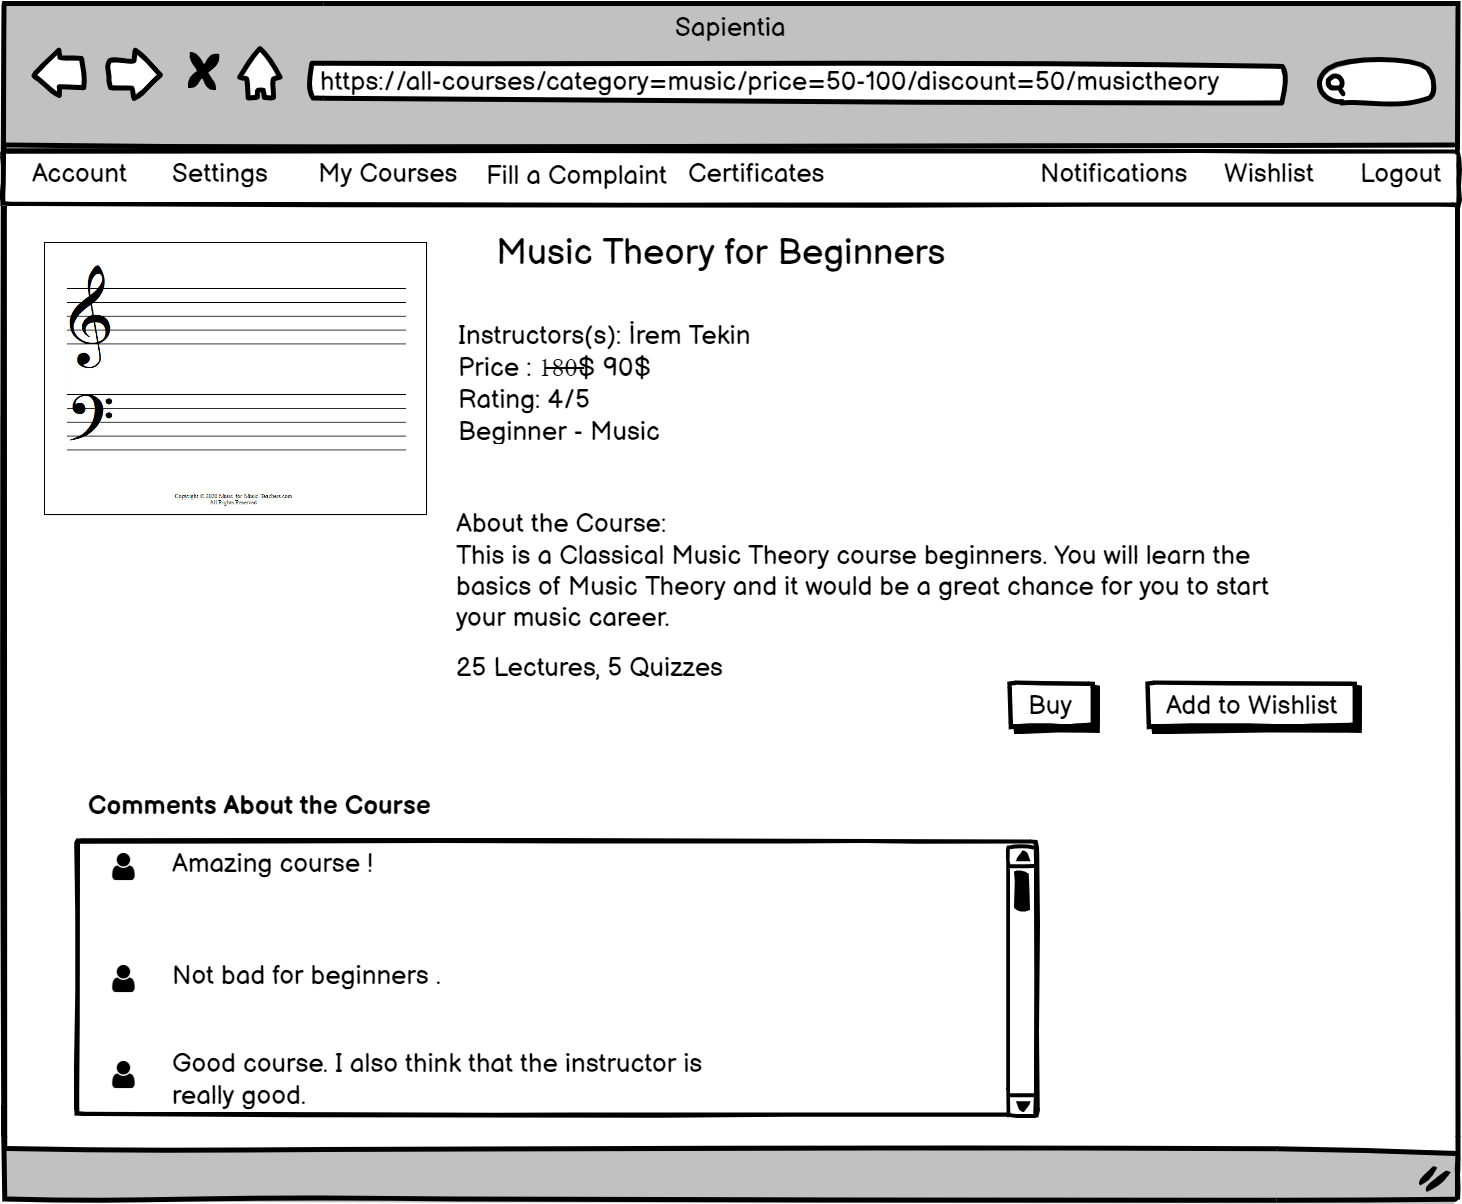 Sapientia
https://all-courses/category=music/price=50-100/discount=50/musictheory
Account Settings My Courses Fill a Complaint Certificates Notifications Wishlist Logout
Music Theory for Beginners
Instructors(s): İrem Tekin
Price : 180$ 90$
Rating: 4/5
Beginner - Music
Copyright © 2020 Music-for-Music-Teachers.com
All Rights Reserved
About the Course:
This is a Classical Music Theory course beginners. You will learn the
basics of Music Theory and it would be a great chance for you to start
your music career.
25 Lectures, 5 Quizzes
Buy Add to Wishlist
Comments About the Course
Amazing course !
Not bad for beginners .
Good course. I also think that the instructor is
really good.